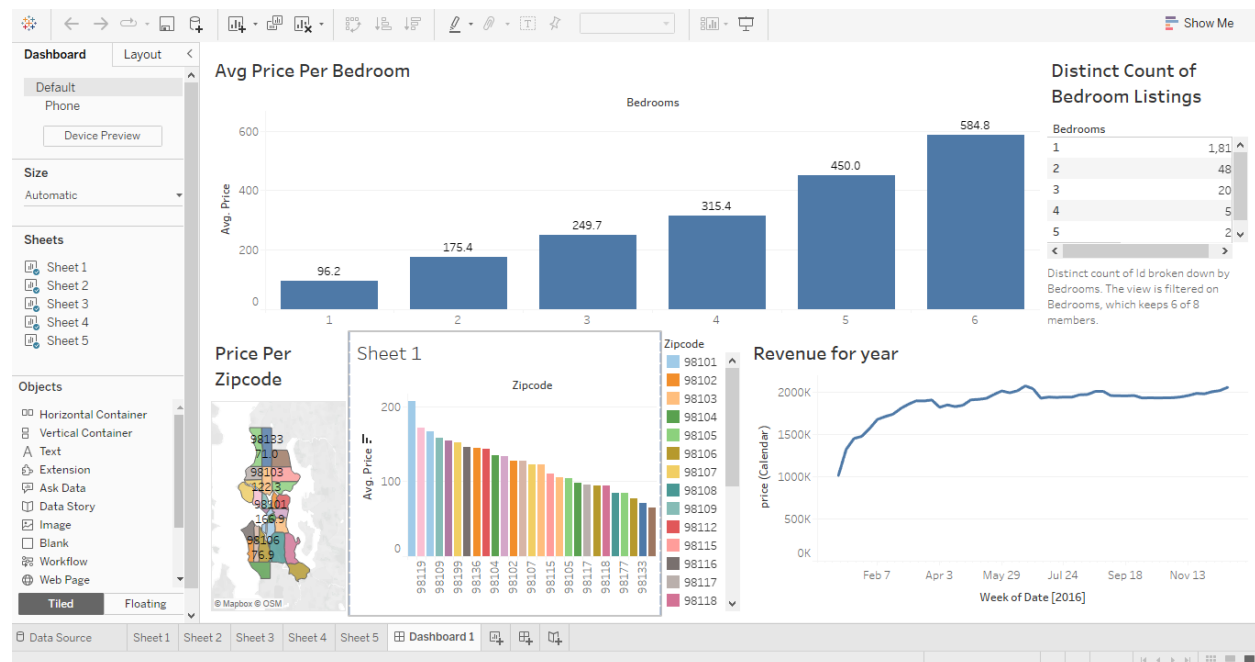 Show Me
Dashboard
Layout
Default
Phone
Device Preview
Size
Automatic
Sheets
Sheet 1
Sheet 2
Sheet 3
Sheet 4
Sheet 5
Objects
Horizontal Container
Vertical Container
A Text
Extension
Ask Data
Data Story
Image
Blank
Workflow
Web Page
Tiled
Floating
Avg Price Per Bedroom
Bedrooms
Avg. Price
600
400
200
0
96.2
175.4
249.7
315.4
450.0
584.8
1
2
3
4
5
6
Distinct Count of
Bedroom Listings
Bedrooms
1 1,81
2 48
3 20
4 5
5 2
Distinct count of Id broken down by
Bedrooms. The view is filtered on
Bedrooms, which keeps 6 of 8
members.
Price Per
Zipcode
98133
71.0
98103
122.3
98101
166.9
98106
76.9
© Mapbox © OSM
Sheet 1
Zipcode
Avg. Price
200
100
0
98119
98109
98199
98136
98104
98102
98107
98115
98105
98117
98118
98177
98133
Zipcode
98101
98102
98103
98104
98105
98106
98107
98108
98109
98112
98115
98116
98117
98118
Revenue for year
price (Calendar)
2000K
1500K
1000K
500K
0K
Feb 7
Apr 3
May 29
Jul 24
Sep 18
Nov 13
Week of Date [2016]
Data Source
Sheet 1
Sheet 2
Sheet 3
Sheet 4
Sheet 5
Dashboard 1